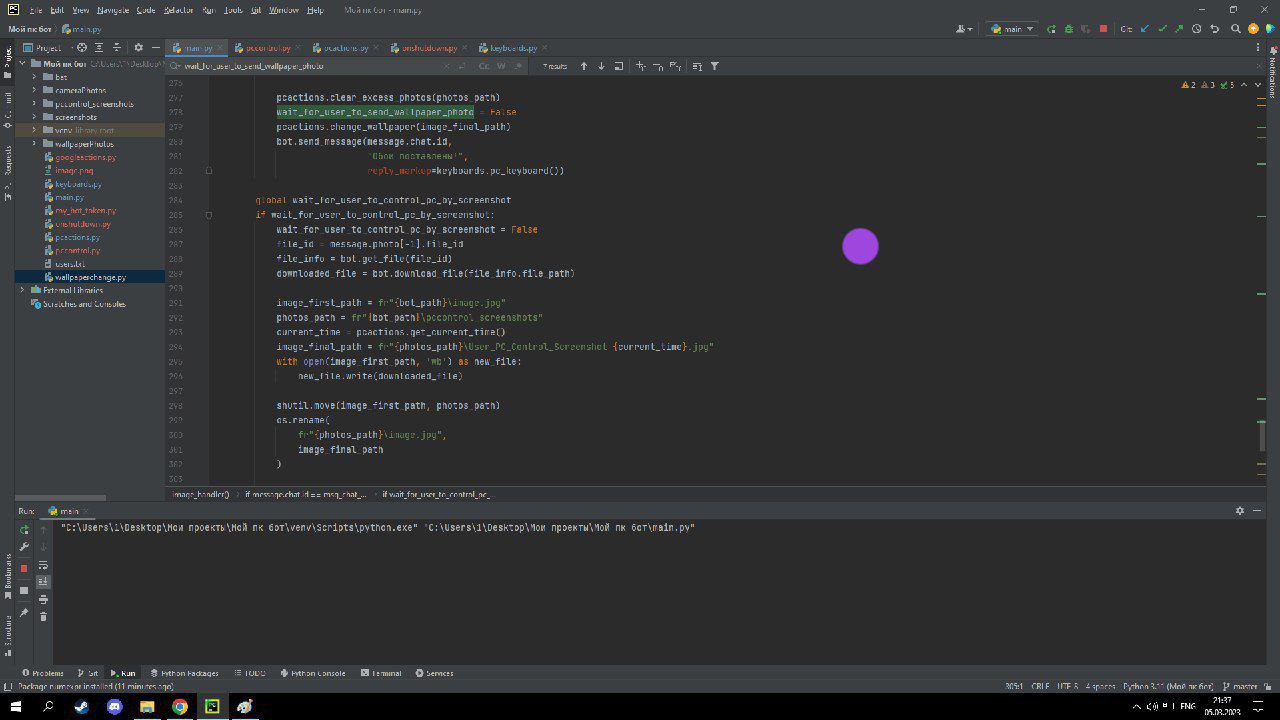 File Edit View Navigate Code Refactor Run Tools Git Window Help Мой пк бот - main.py
Мой пк бот main.py main Git:
Project main.py pccontrol.py pcactions.py onshutdown.py keyboards.py
wait_for_user_to_send_wallpaper_photo Cc W 7 results
Мой пк бот C:\Users\1\Desktop\М
bat
cameraPhotos
pccontrol_screenshots
screenshots
venv library root
wallpaperPhotos
googleactions.py
image.png
keyboards.py
main.py
my_bot_token.py
onshutdown.py
pcactions.py
pccontrol.py
users.txt
wallpaperchange.py
External Libraries
Scratches and Consoles
2 3 5
276
277 pcactions.clear_excess_photos(photos_path)
278 wait_for_user_to_send_wallpaper_photo = False
279 pcactions.change_wallpaper(image_final_path)
280 bot.send_message(message.chat.id,
281 "Обои поставлены!",
282 reply_markup=keyboards.pc_keyboard())
283
284 global wait_for_user_to_control_pc_by_screenshot
285 if wait_for_user_to_control_pc_by_screenshot:
286 wait_for_user_to_control_pc_by_screenshot = False
287 file_id = message.photo[-1].file_id
288 file_info = bot.get_file(file_id)
289 downloaded_file = bot.download_file(file_info.file_path)
290
291 image_first_path = fr"{bot_path}\image.jpg"
292 photos_path = fr"{bot_path}\pccontrol_screenshots"
293 current_time = pcactions.get_current_time()
294 image_final_path = fr"{photos_path}\User_PC_Control_Screenshot {current_time}.jpg"
295 with open(image_first_path, 'wb') as new_file:
296 new_file.write(downloaded_file)
297
298 shutil.move(image_first_path, photos_path)
299 os.rename(
300 fr"{photos_path}\image.jpg",
301 image_final_path
302 )
303
image_handler() if message.chat.id == msg_chat_... if wait_for_user_to_control_pc_...
Notifications
Requests
Run: main
"C:\Users\1\Desktop\Мои проекты\Мой пк бот\venv\Scripts\python.exe" "C:\Users\1\Desktop\Мои проекты\Мой пк бот\main.py"
Bookmarks
Structure
Problems Git Run Python Packages TODO Python Console Terminal Services
Package numexpr installed (11 minutes ago) 305:1 CRLF UTF-8 4 spaces Python 3.11 (Мой пк бот) master
ENG 21:37
05.03.2023